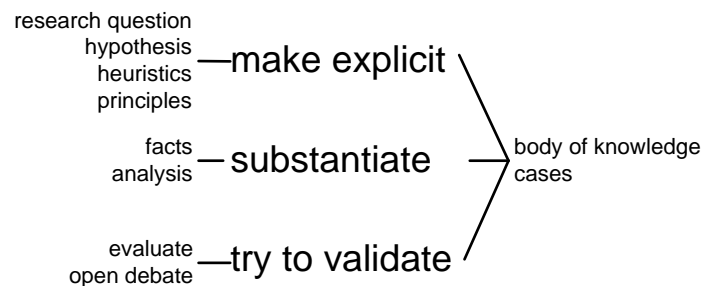 research question
hypothesis
heuristics
principles
make explicit
facts
analysis
substantiate
body of knowledge
cases
evaluate
open debate
try to validate